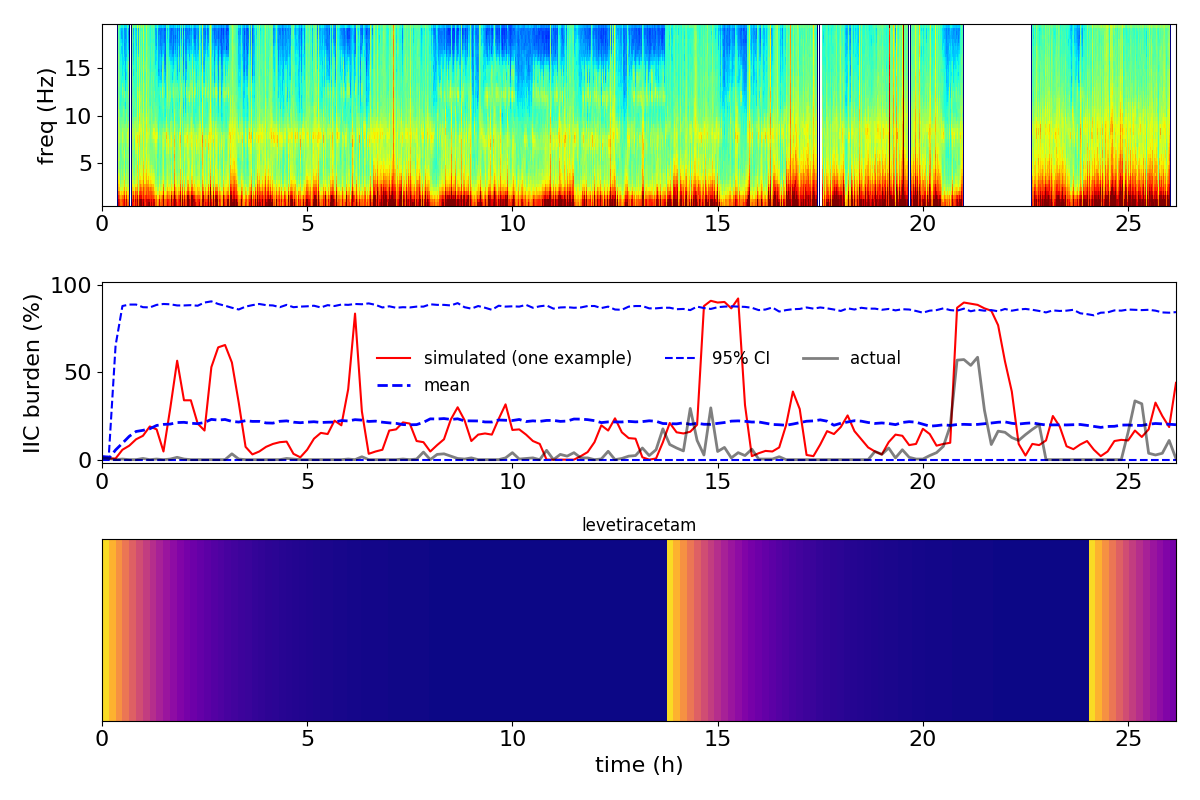 freq (Hz)
15
10
5
0 5 10 15 20 25
IIC burden (%)
100
50
0
simulated (one example) 95% CI actual
mean
0 5 10 15 20 25
levetiracetam
0 5 10 15 20 25
time (h)